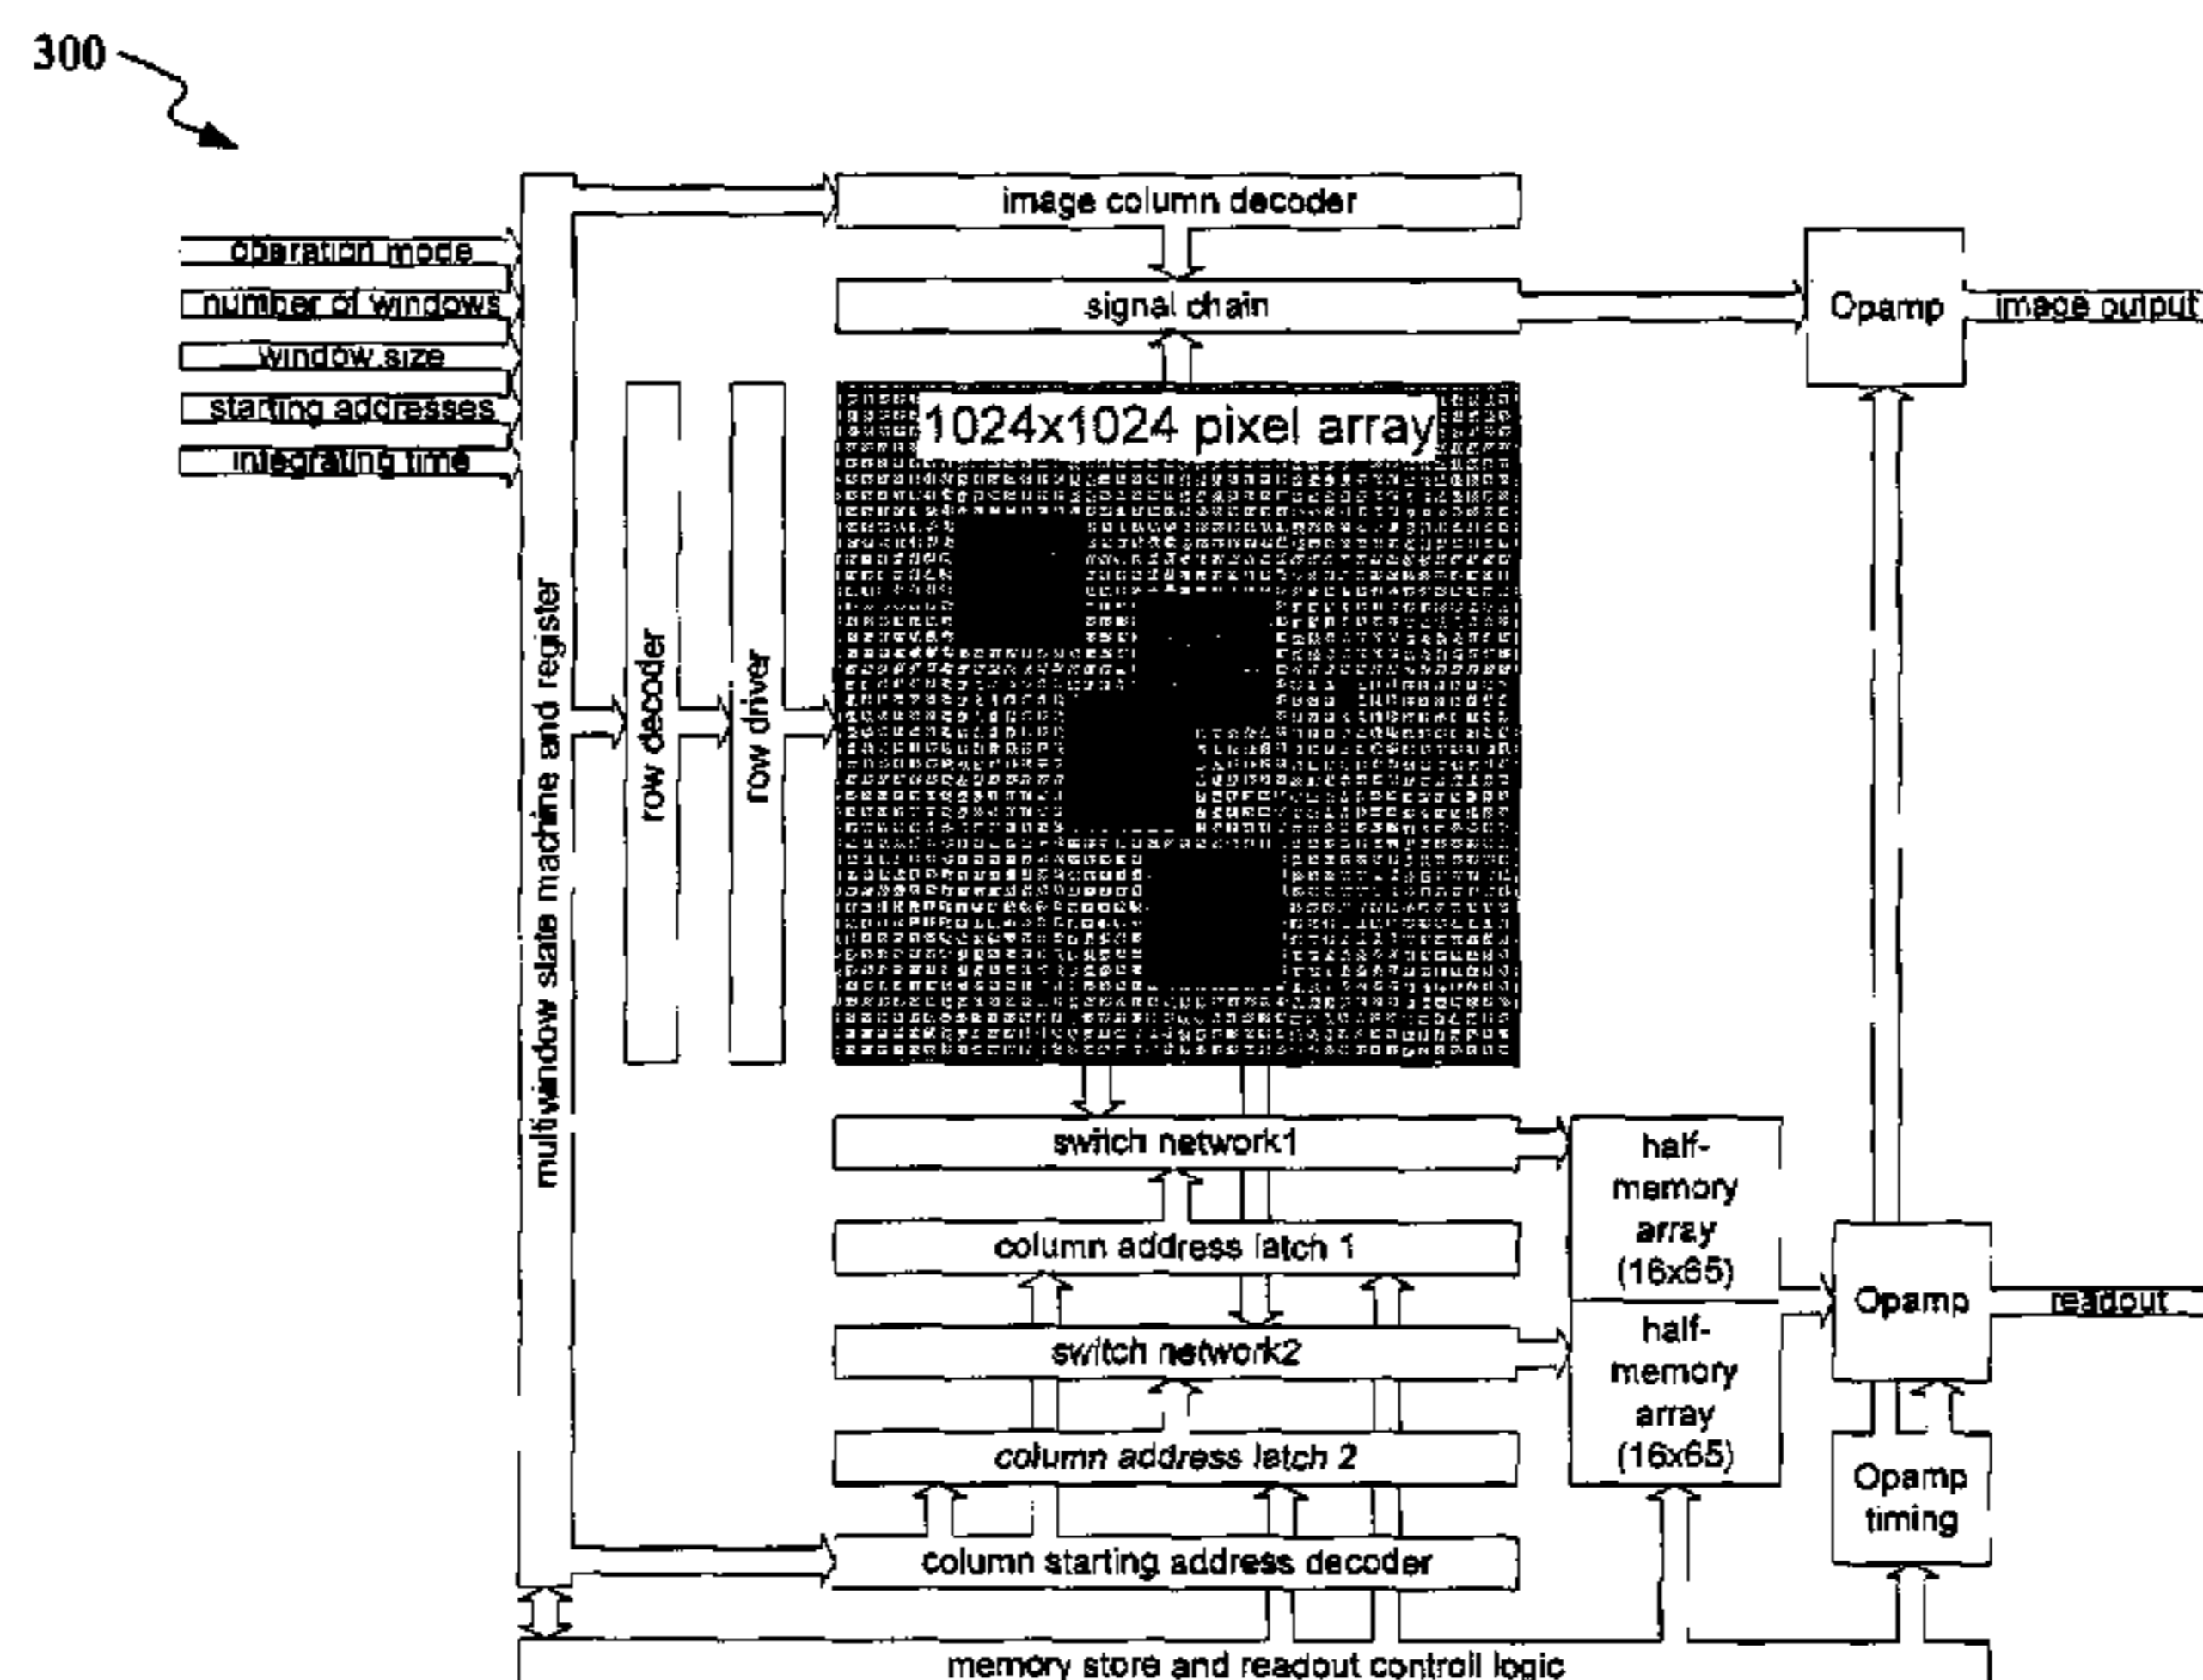 300
image column decoder
operation mode
number of windows
signal chain
Opamp
image output
window size
starting addresses
integrating time
1024x1024 pixel array
multiwindow state machine and register
row decoder
row driver
switch network1
half-
memory
array
(16x65)
column address latch 1
Opamp
readout
switch network2
half-
memory
array
(16x65)
column address latch 2
Opamp
timing
column starting address decoder
memory store and readout controll logic